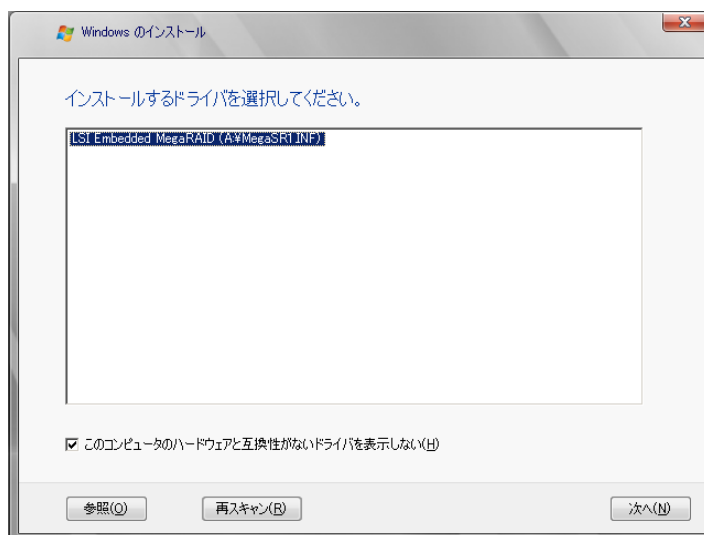 Windows のインストール
インストールするドライバを選択してください。
LSI Embedded MegaRAID (A¥MegaSR1 INF)
このコンピュータのハードウェアと互換性がないドライバを表示しない(H)
参照(O)
再スキャン(R)
次へ(N)